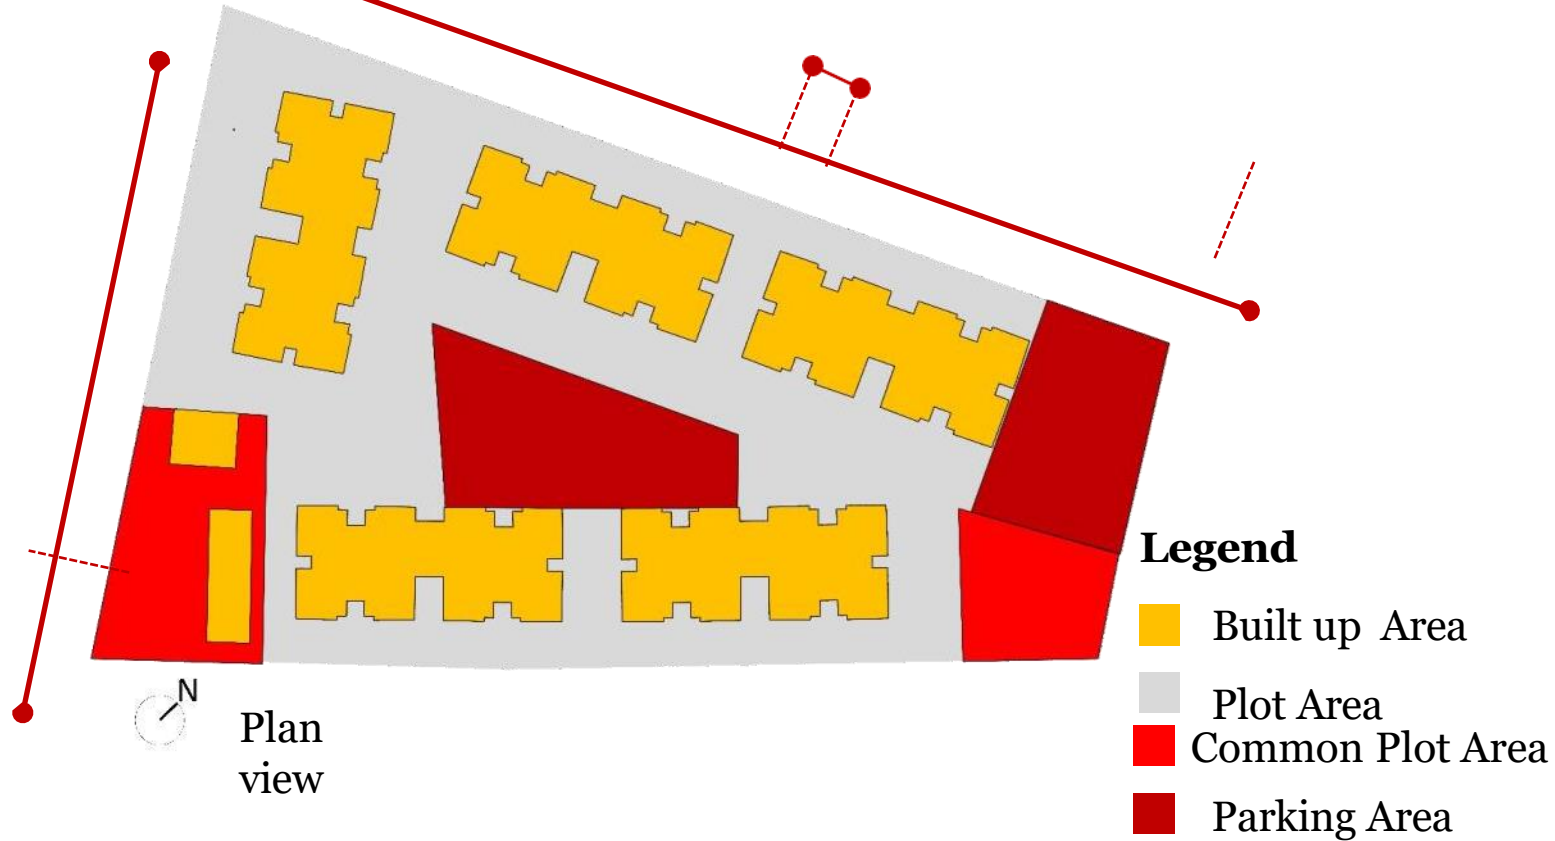 Legend
Built up Area
Plot Area
Common Plot Area
Parking Area
N
Plan
view